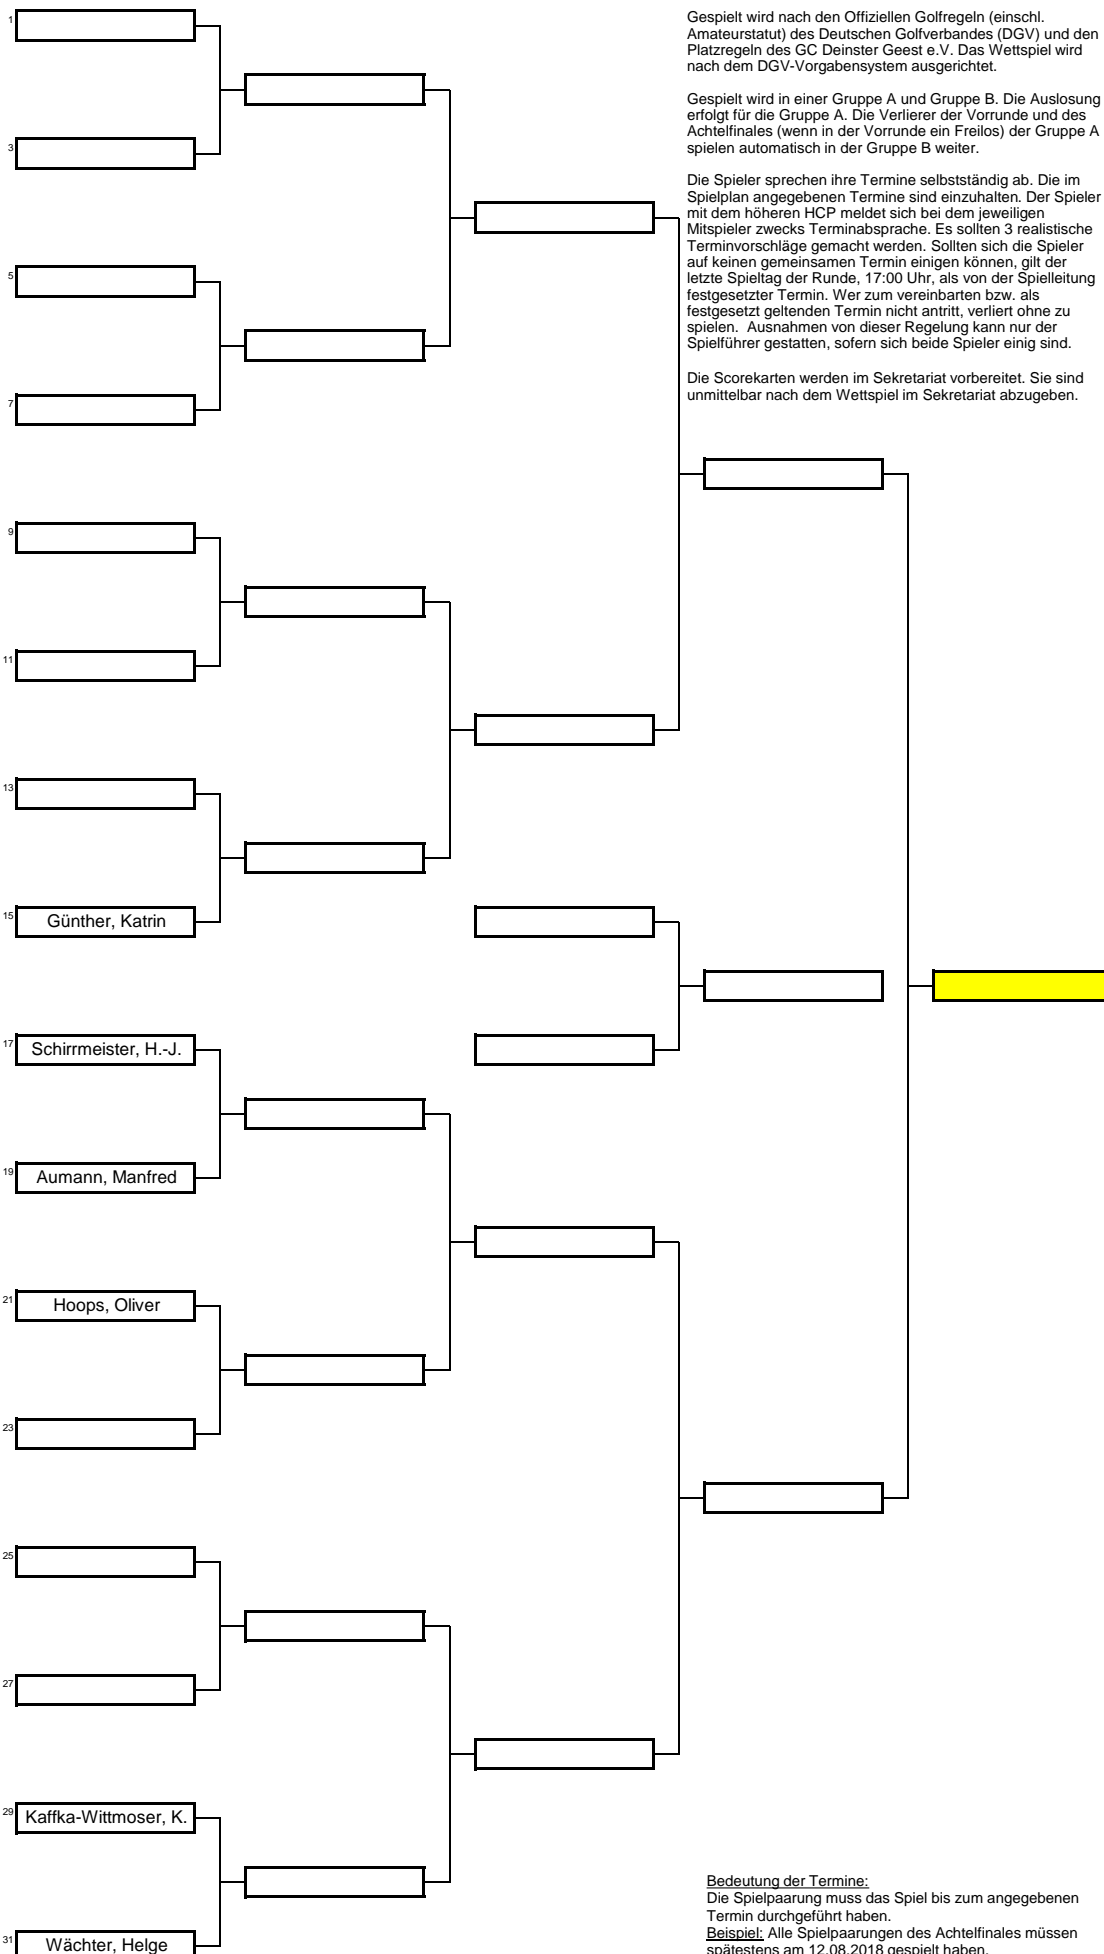 1
Gespielt wird nach den Offiziellen Golfregeln (einschl.
Amateurstatut) des Deutschen Golfverbandes (DGV) und den
Platzregeln des GC Deinster Geest e.V. Das Wettspiel wird
nach dem DGV-Vorgabensystem ausgerichtet.
Gespielt wird in einer Gruppe A und Gruppe B. Die Auslosung
erfolgt für die Gruppe A. Die Verlierer der Vorrunde und des
Achtelfinales (wenn in der Vorrunde ein Freilos) der Gruppe A
spielen automatisch in der Gruppe B weiter.
Die Spieler sprechen ihre Termine selbstständig ab. Die im
Spielplan angegebenen Termine sind einzuhalten. Der Spieler
mit dem höheren HCP meldet sich bei dem jeweiligen
Mitspieler zwecks Terminabsprache. Es sollten 3 realistische
Terminvorschläge gemacht werden. Sollten sich die Spieler
auf keinen gemeinsamen Termin einigen können, gilt der
letzte Spieltag der Runde, 17:00 Uhr, als von der Spielleitung
festgesetzter Termin. Wer zum vereinbarten bzw. als
festgesetzt geltenden Termin nicht antritt, verliert ohne zu
spielen.  Ausnahmen von dieser Regelung kann nur der
Spielführer gestatten, sofern sich beide Spieler einig sind.
Die Scorekarten werden im Sekretariat vorbereitet. Sie sind
unmittelbar nach dem Wettspiel im Sekretariat abzugeben.
3
5
7
9
11
13
15 Günther, Katrin
17 Schirrmeister, H.-J.
19 Aumann, Manfred
21 Hoops, Oliver
23
25
27
29 Kaffka-Wittmoser, K.
31 Wächter, Helge
Bedeutung der Termine:
Die Spielpaarung muss das Spiel bis zum angegebenen
Termin durchgeführt haben.
Beispiel: Alle Spielpaarungen des Achtelfinales müssen
spätestens am 12.08.2018 gespielt haben.